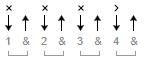 × × × >
↓ ↑ ↓ ↑ ↓ ↑ ↓ ↑
1 & 2 & 3 & 4 &